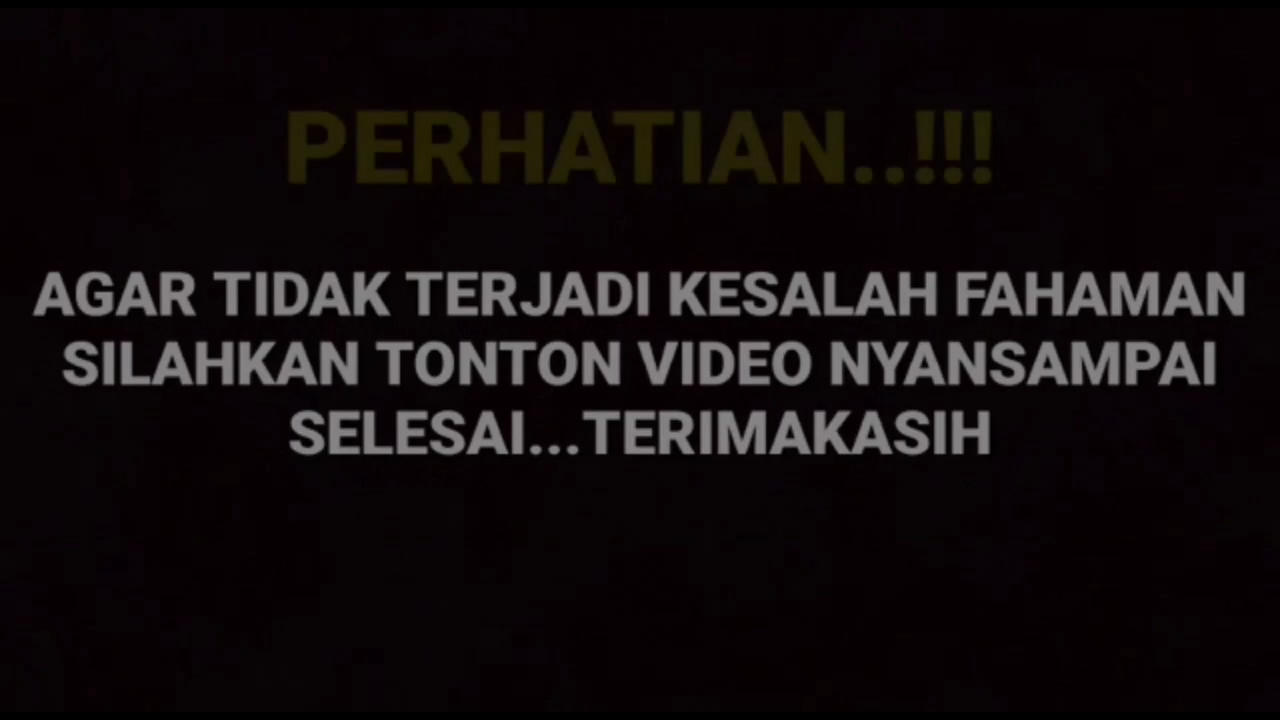 PERHATIAN..!!!
AGAR TIDAK TERJADI KESALAH FAHAMAN
SILAHKAN TONTON VIDEO NYANSAMPAI
SELESAI...TERIMAKASIH